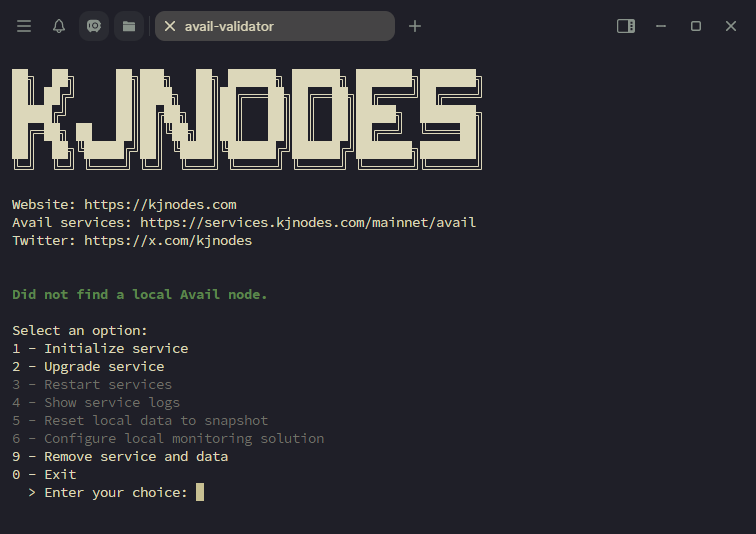 avail-validator
KJNODES
Website: https://kjnodes.com
Avail services: https://services.kjnodes.com/mainnet/avail
Twitter: https://x.com/kjnodes
Did not find a local Avail node.
Select an option:
1 - Initialize service
2 - Upgrade service
3 - Restart services
4 - Show service logs
5 - Reset local data to snapshot
6 - Configure local monitoring solution
9 - Remove service and data
0 - Exit
> Enter your choice: